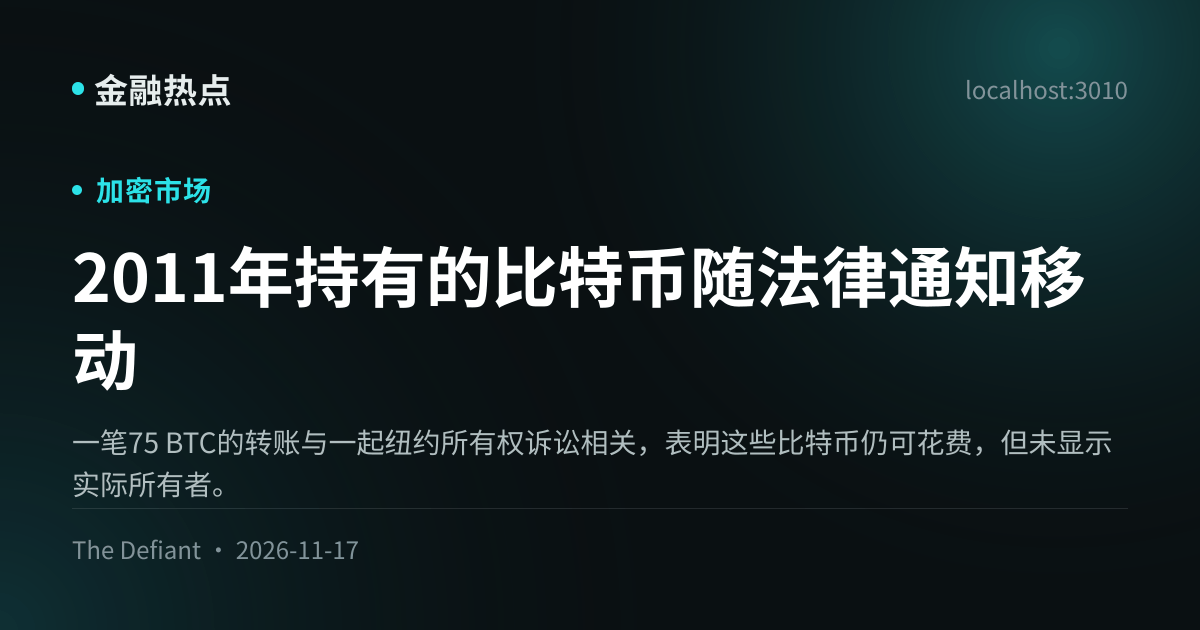 金融热点
localhost:3010
加密市场
2011年持有的比特币随法律通知移
动
一笔75 BTC的转账与一起纽约所有权诉讼相关，表明这些比特币仍可花费，但未显示
实际所有者。
The Defiant • 2026-11-17